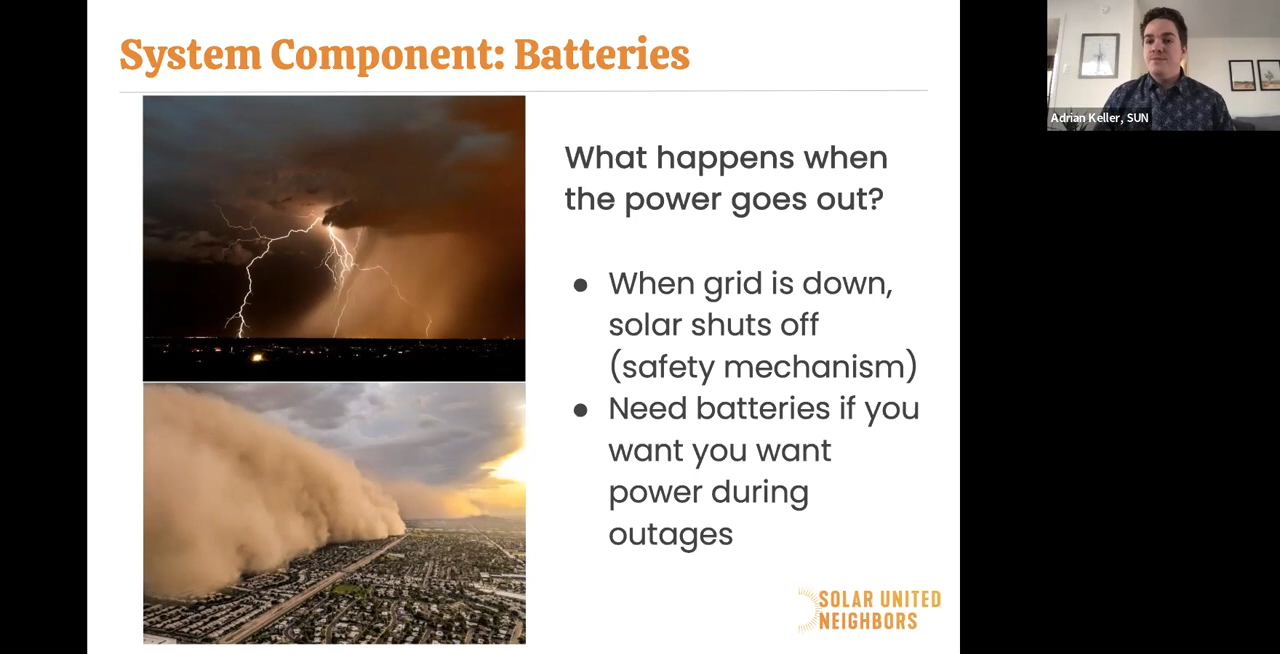 System Component: Batteries
Adrian Keller, SUN
What happens when
the power goes out?
● When grid is down,
solar shuts off
(safety mechanism)
● Need batteries if you
want you want
power during
outages
SOLAR UNITED
NEIGHBORS